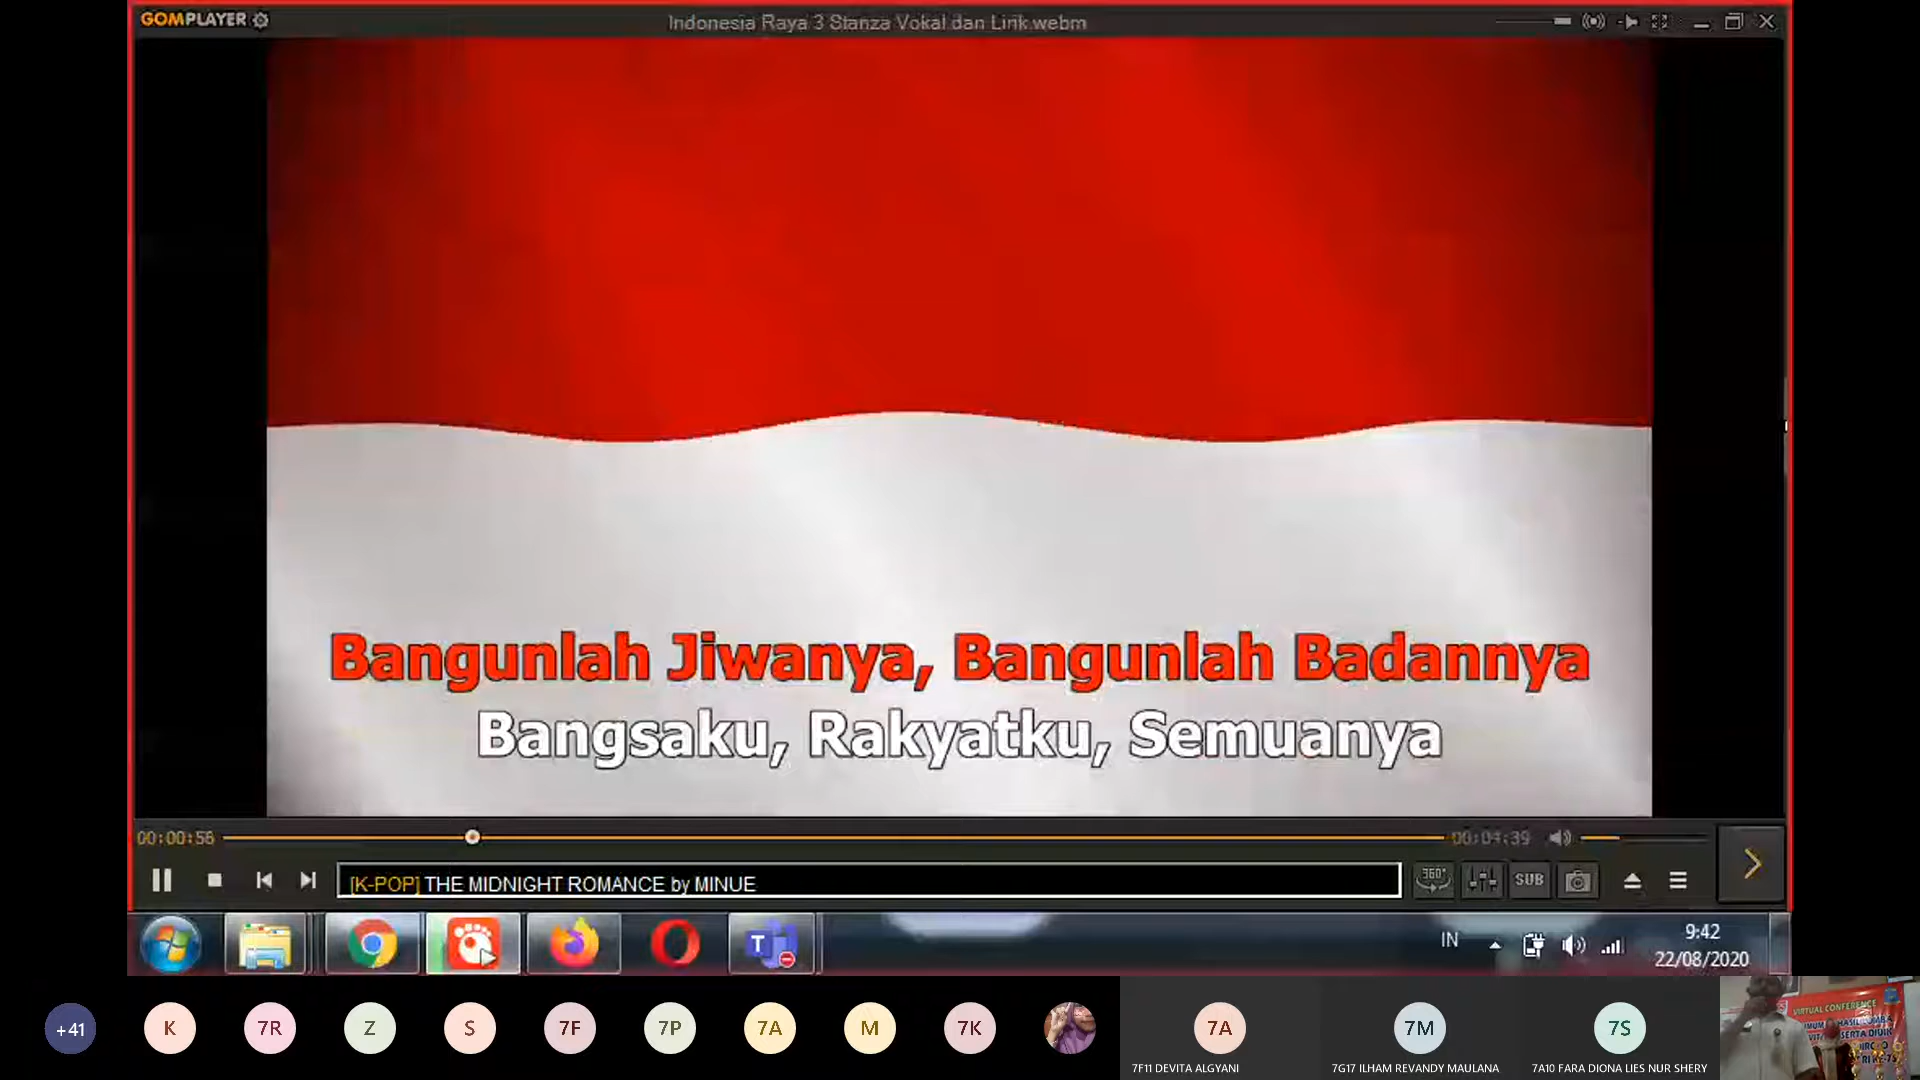 GOMPLAYER
Indonesia Raya 3 Stanza Vokal dan Lirik.webm
Bangunlah Jiwanya, Bangunlah Badannya
Bangsaku, Rakyatku, Semuanya
00:00:56
00:04:39
[K-POP] THE MIDNIGHT ROMANCE by MINUE
360°
SUB
T
IN
9:42
22/08/2020
+41
K
7R
Z
S
7F
7P
7A
M
7K
7A
7M
7S
7F11 DEVITA ALGYANI
7G17 ILHAM REVANDY MAULANA
7A10 FARA DIONA LIES NUR SHERY
VIRTUAL CONFERENCE
HASIL LOMBA